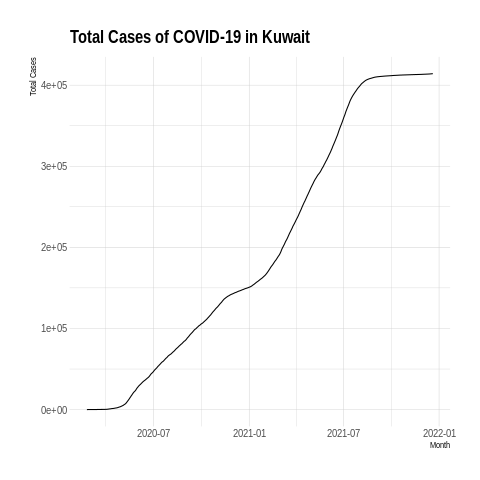 Total Cases of COVID-19 in Kuwait
Total Cases
4e+05
3e+05
2e+05
1e+05
0e+00
2020-07 2021-01 2021-07 2022-01
Month